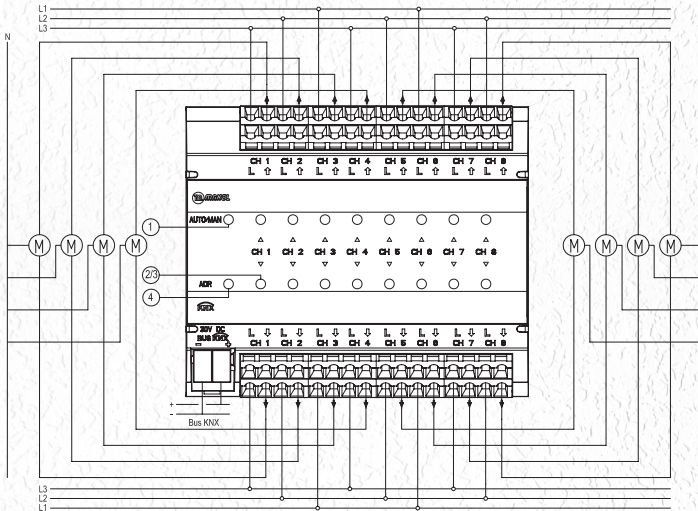 L1
L2
L3
N
CH 1 CH 2 CH 3 CH 4 CH 5 CH 6 CH 7 CH 8
L ⇧ L ⇧ L ⇧ L ⇧ L ⇧ L ⇧ L ⇧ L ⇧
1
AUTO/MAN
M M M M M M M M
CH 1 CH 2 CH 3 CH 4 CH 5 CH 6 CH 7 CH 8
2/3
4
ADR
KNX
30V DC
BUS KNX
- +
L ⇩ L ⇩ L ⇩ L ⇩ L ⇩ L ⇩ L ⇩ L ⇩
CH 1 CH 2 CH 3 CH 4 CH 5 CH 6 CH 7 CH 8
+
-
Bus KNX
L3
L2
L1